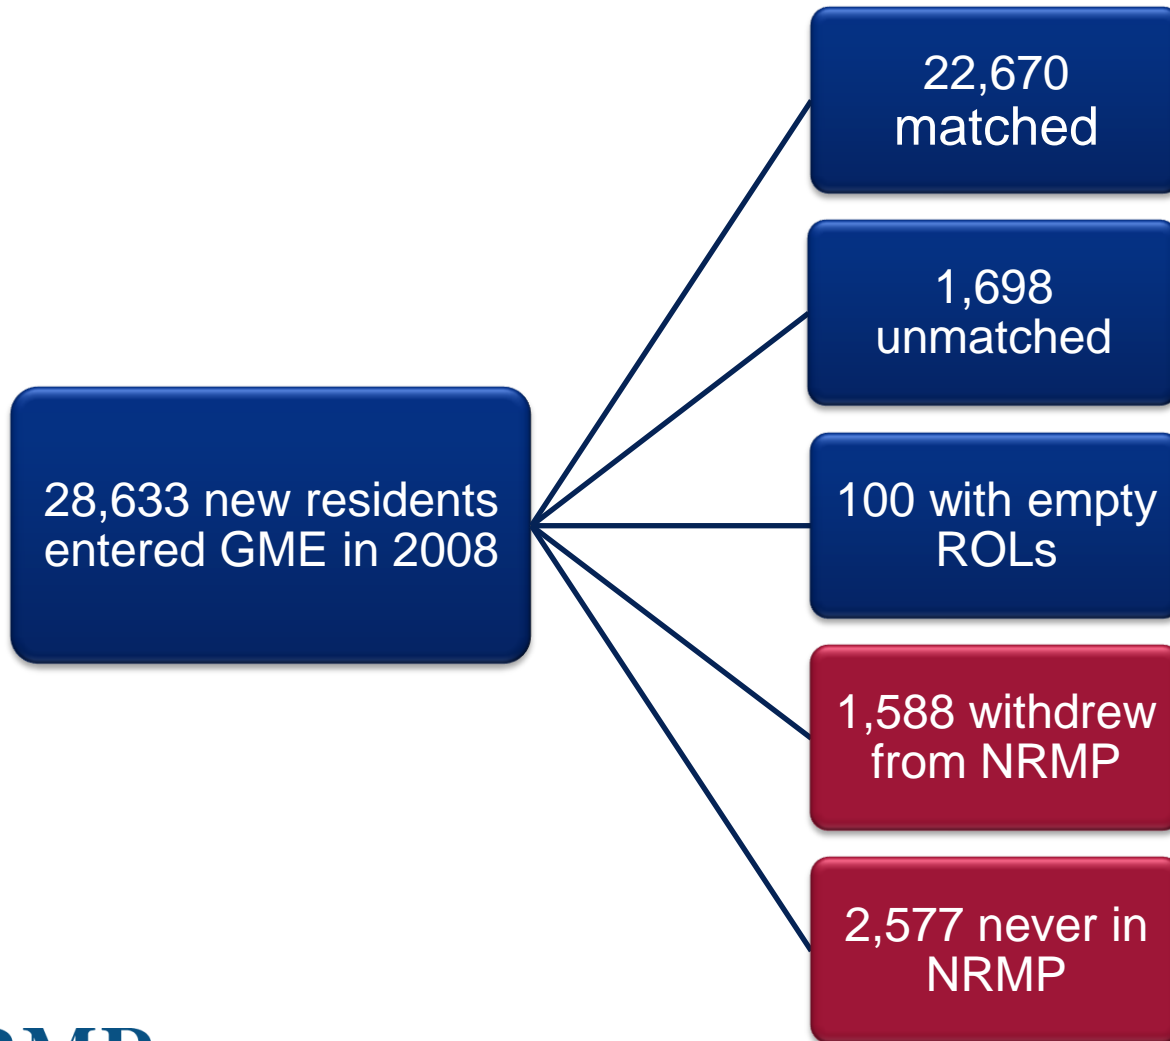 22,670
matched
1,698
unmatched
28,633 new residents
entered GME in 2008
100 with empty
ROLs
1,588 withdrew
from NRMP
2,577 never in
NRMP